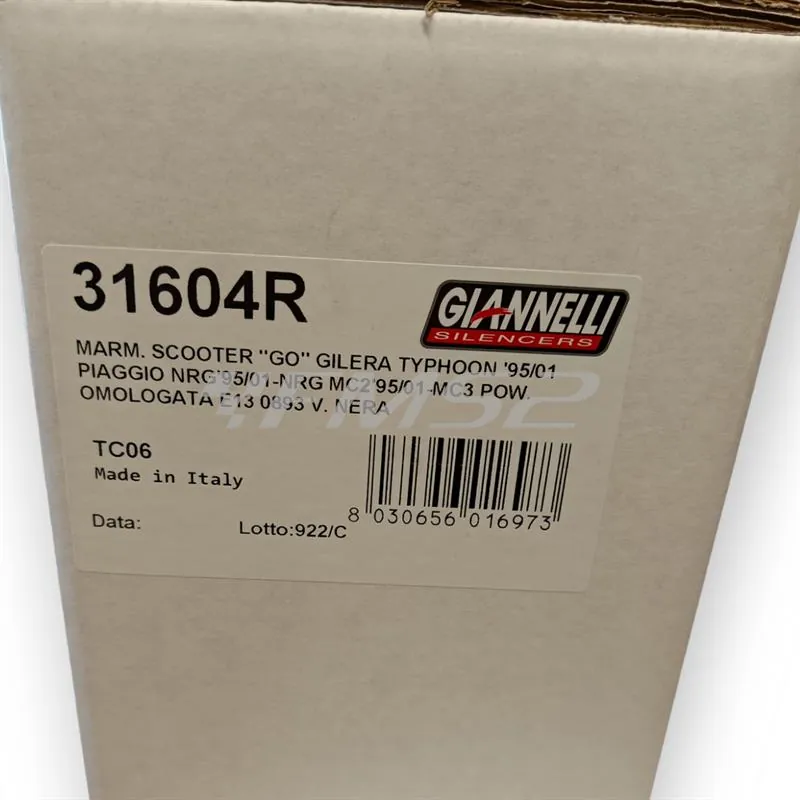 31604R
GIANNELLI
SILENCERS
MARM. SCOOTER "GO" GILERA TYPHOON '95/01
PIAGGIO NRG'95/01-NRG MC2'95/01-MC3 POW.
OMOLOGATA E13 0893 V. NERA
TC06
Made in Italy
Data:
Lotto:922/C
8 030656 016973